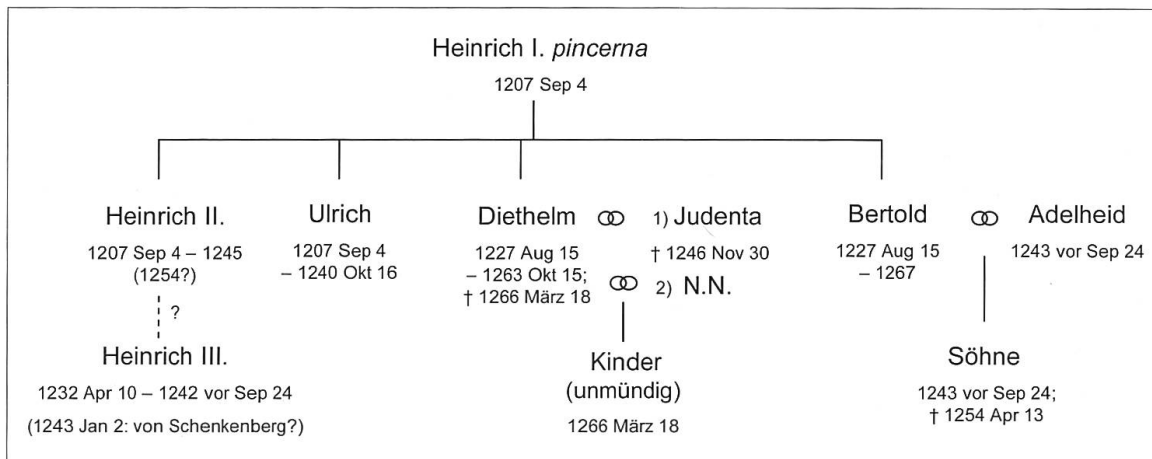 Heinrich I. pincerna
1207 Sep 4
Heinrich II.
1207 Sep 4 – 1245
(1254?)
Ulrich
1207 Sep 4
– 1240 Okt 16
Diethelm
1227 Aug 15
– 1263 Okt 15;
† 1266 März 18
1) Judenta
† 1246 Nov 30
2) N.N.
Bertold
1227 Aug 15
– 1267
Adelheid
1243 vor Sep 24
?
Heinrich III.
1232 Apr 10 – 1242 vor Sep 24
(1243 Jan 2: von Schenkenberg?)
Kinder
(unmündig)
1266 März 18
Söhne
1243 vor Sep 24;
† 1254 Apr 13